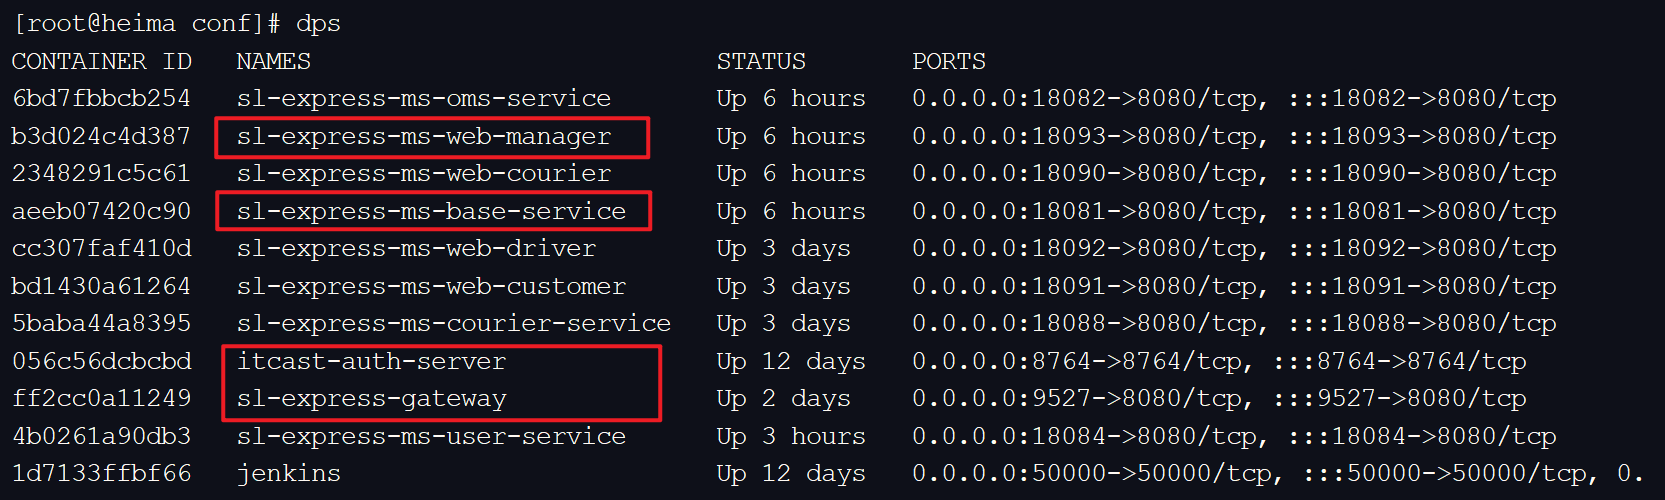 [root@heima conf]# dps
CONTAINER ID   NAMES                           STATUS         PORTS
6bd7fbbcb254   sl-express-ms-oms-service       Up 6 hours     0.0.0.0:18082->8080/tcp, :::18082->8080/tcp
b3d024c4d387   sl-express-ms-web-manager       Up 6 hours     0.0.0.0:18093->8080/tcp, :::18093->8080/tcp
2348291c5c61   sl-express-ms-web-courier       Up 6 hours     0.0.0.0:18090->8080/tcp, :::18090->8080/tcp
aeeb07420c90   sl-express-ms-base-service      Up 6 hours     0.0.0.0:18081->8080/tcp, :::18081->8080/tcp
cc307faf410d   sl-express-ms-web-driver        Up 3 days      0.0.0.0:18092->8080/tcp, :::18092->8080/tcp
bd1430a61264   sl-express-ms-web-customer      Up 3 days      0.0.0.0:18091->8080/tcp, :::18091->8080/tcp
5baba44a8395   sl-express-ms-courier-service   Up 3 days      0.0.0.0:18088->8080/tcp, :::18088->8080/tcp
056c56dcbcbd   itcast-auth-server              Up 12 days     0.0.0.0:8764->8764/tcp, :::8764->8764/tcp
ff2cc0a11249   sl-express-gateway              Up 2 days      0.0.0.0:9527->8080/tcp, :::9527->8080/tcp
4b0261a90db3   sl-express-ms-user-service      Up 3 hours     0.0.0.0:18084->8080/tcp, :::18084->8080/tcp
1d7133ffbf66   jenkins                         Up 12 days     0.0.0.0:50000->50000/tcp, :::50000->50000/tcp, 0.